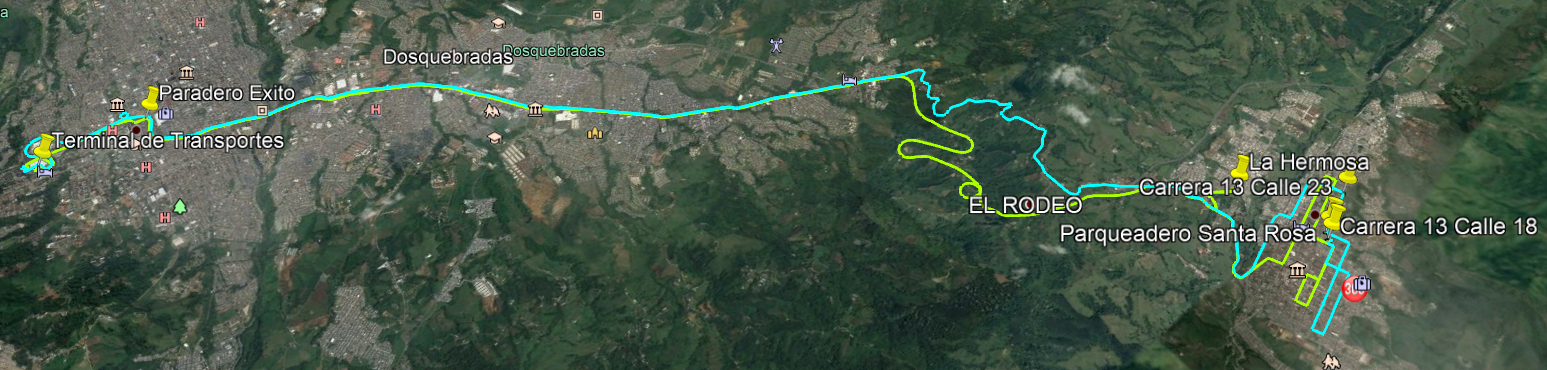 a
Dosquebradas
Dosquebradas
Paradero Exito
Terminal de Transportes
La Hermosa
Carrera 13 Calle 23
EL RODEO
Carrera 13 Calle 18
Parqueadero Santa Rosa
H
H
H
H
H